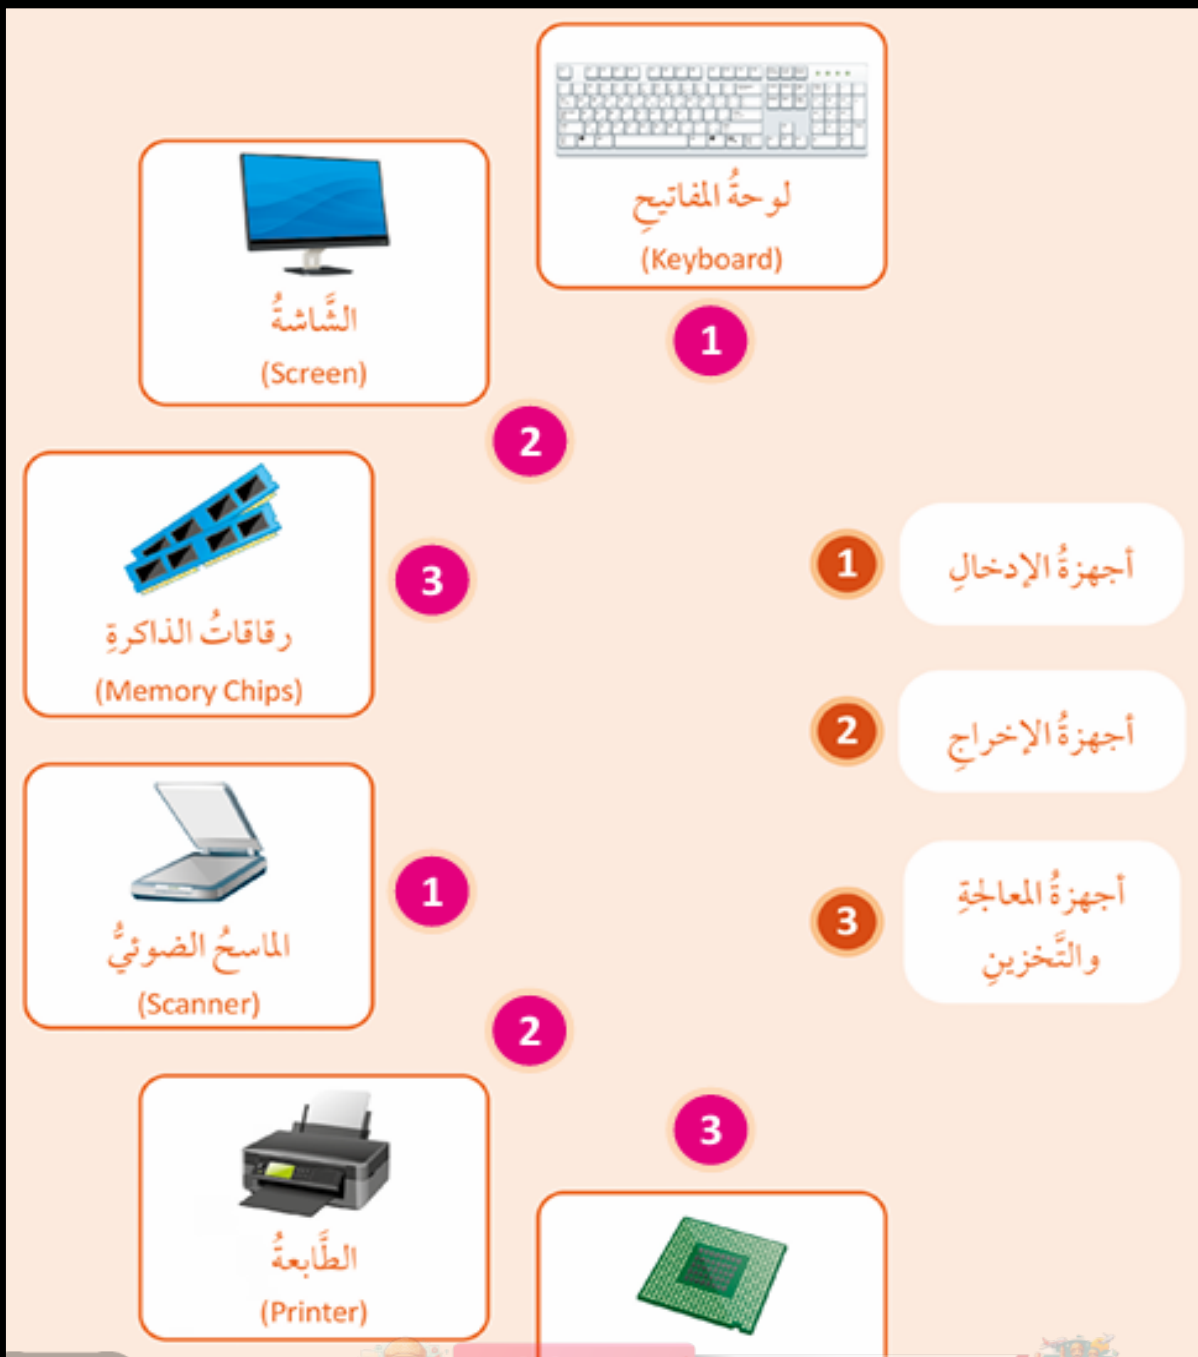 لوحةُ المفاتيحِ
(Keyboard)
1
الشَّاشةُ
(Screen)
2
رقاقاتُ الذاكرةِ
(Memory Chips)
3
أجهزةُ الإدخالِ
1
أجهزةُ الإخراجِ
2
أجهزةُ المعالجةِ
والتَّخزينِ
3
الماسحُ الضوئيُّ
(Scanner)
1
2
الطَّابعةُ
(Printer)
3